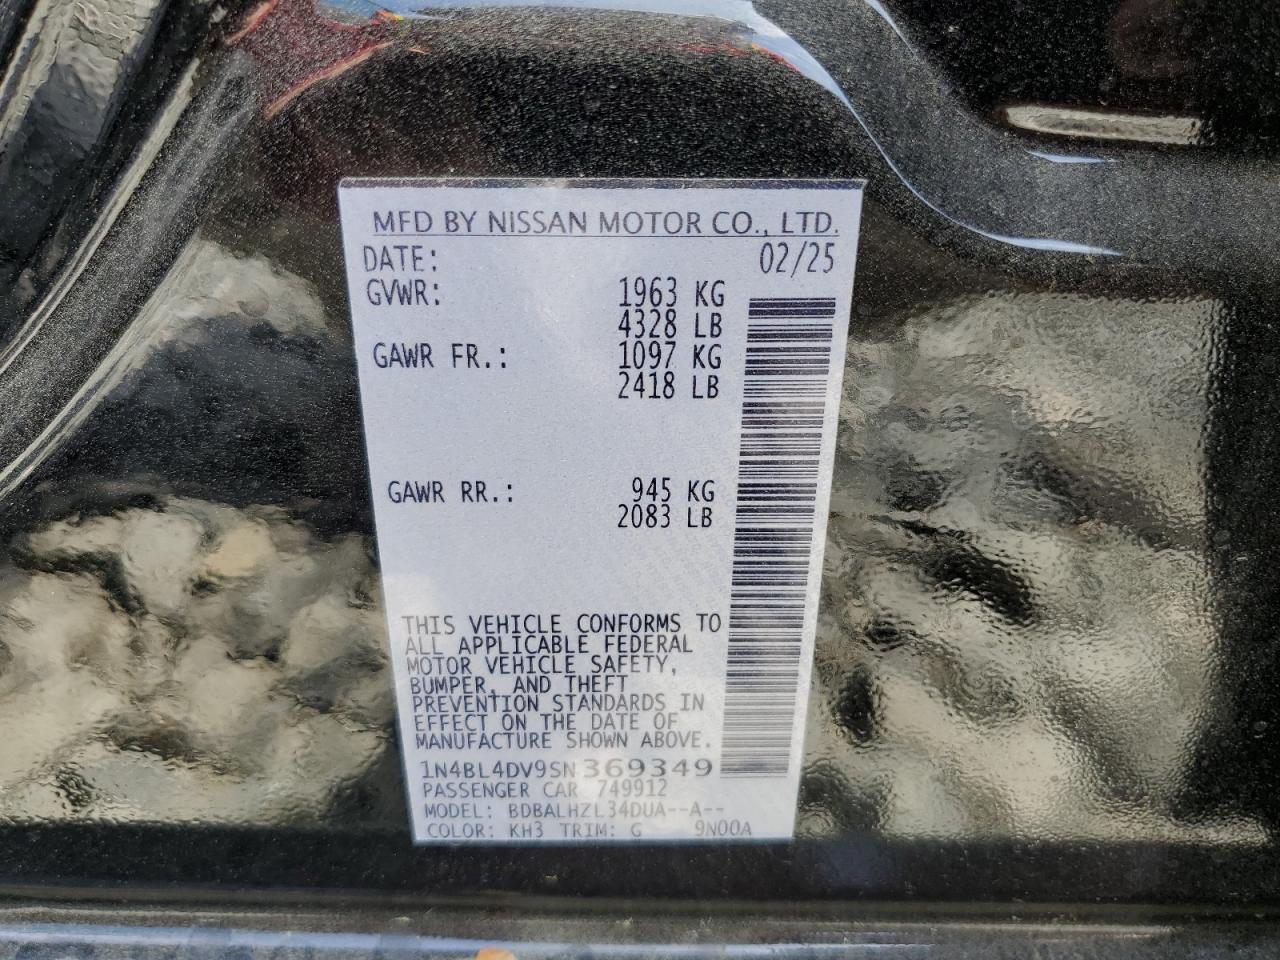 MFD BY NISSAN MOTOR CO., LTD.
DATE: 02/25
GVWR: 1963 KG
4328 LB
GAWR FR.: 1097 KG
2418 LB
GAWR RR.: 945 KG
2083 LB
THIS VEHICLE CONFORMS TO
ALL APPLICABLE FEDERAL
MOTOR VEHICLE SAFETY,
BUMPER, AND THEFT
PREVENTION STANDARDS IN
EFFECT ON THE DATE OF
MANUFACTURE SHOWN ABOVE.
1N4BL4DV9SN369349
PASSENGER CAR 749912
MODEL: BDBALHZL34DUA--A--
COLOR: KH3 TRIM: G 9N00A